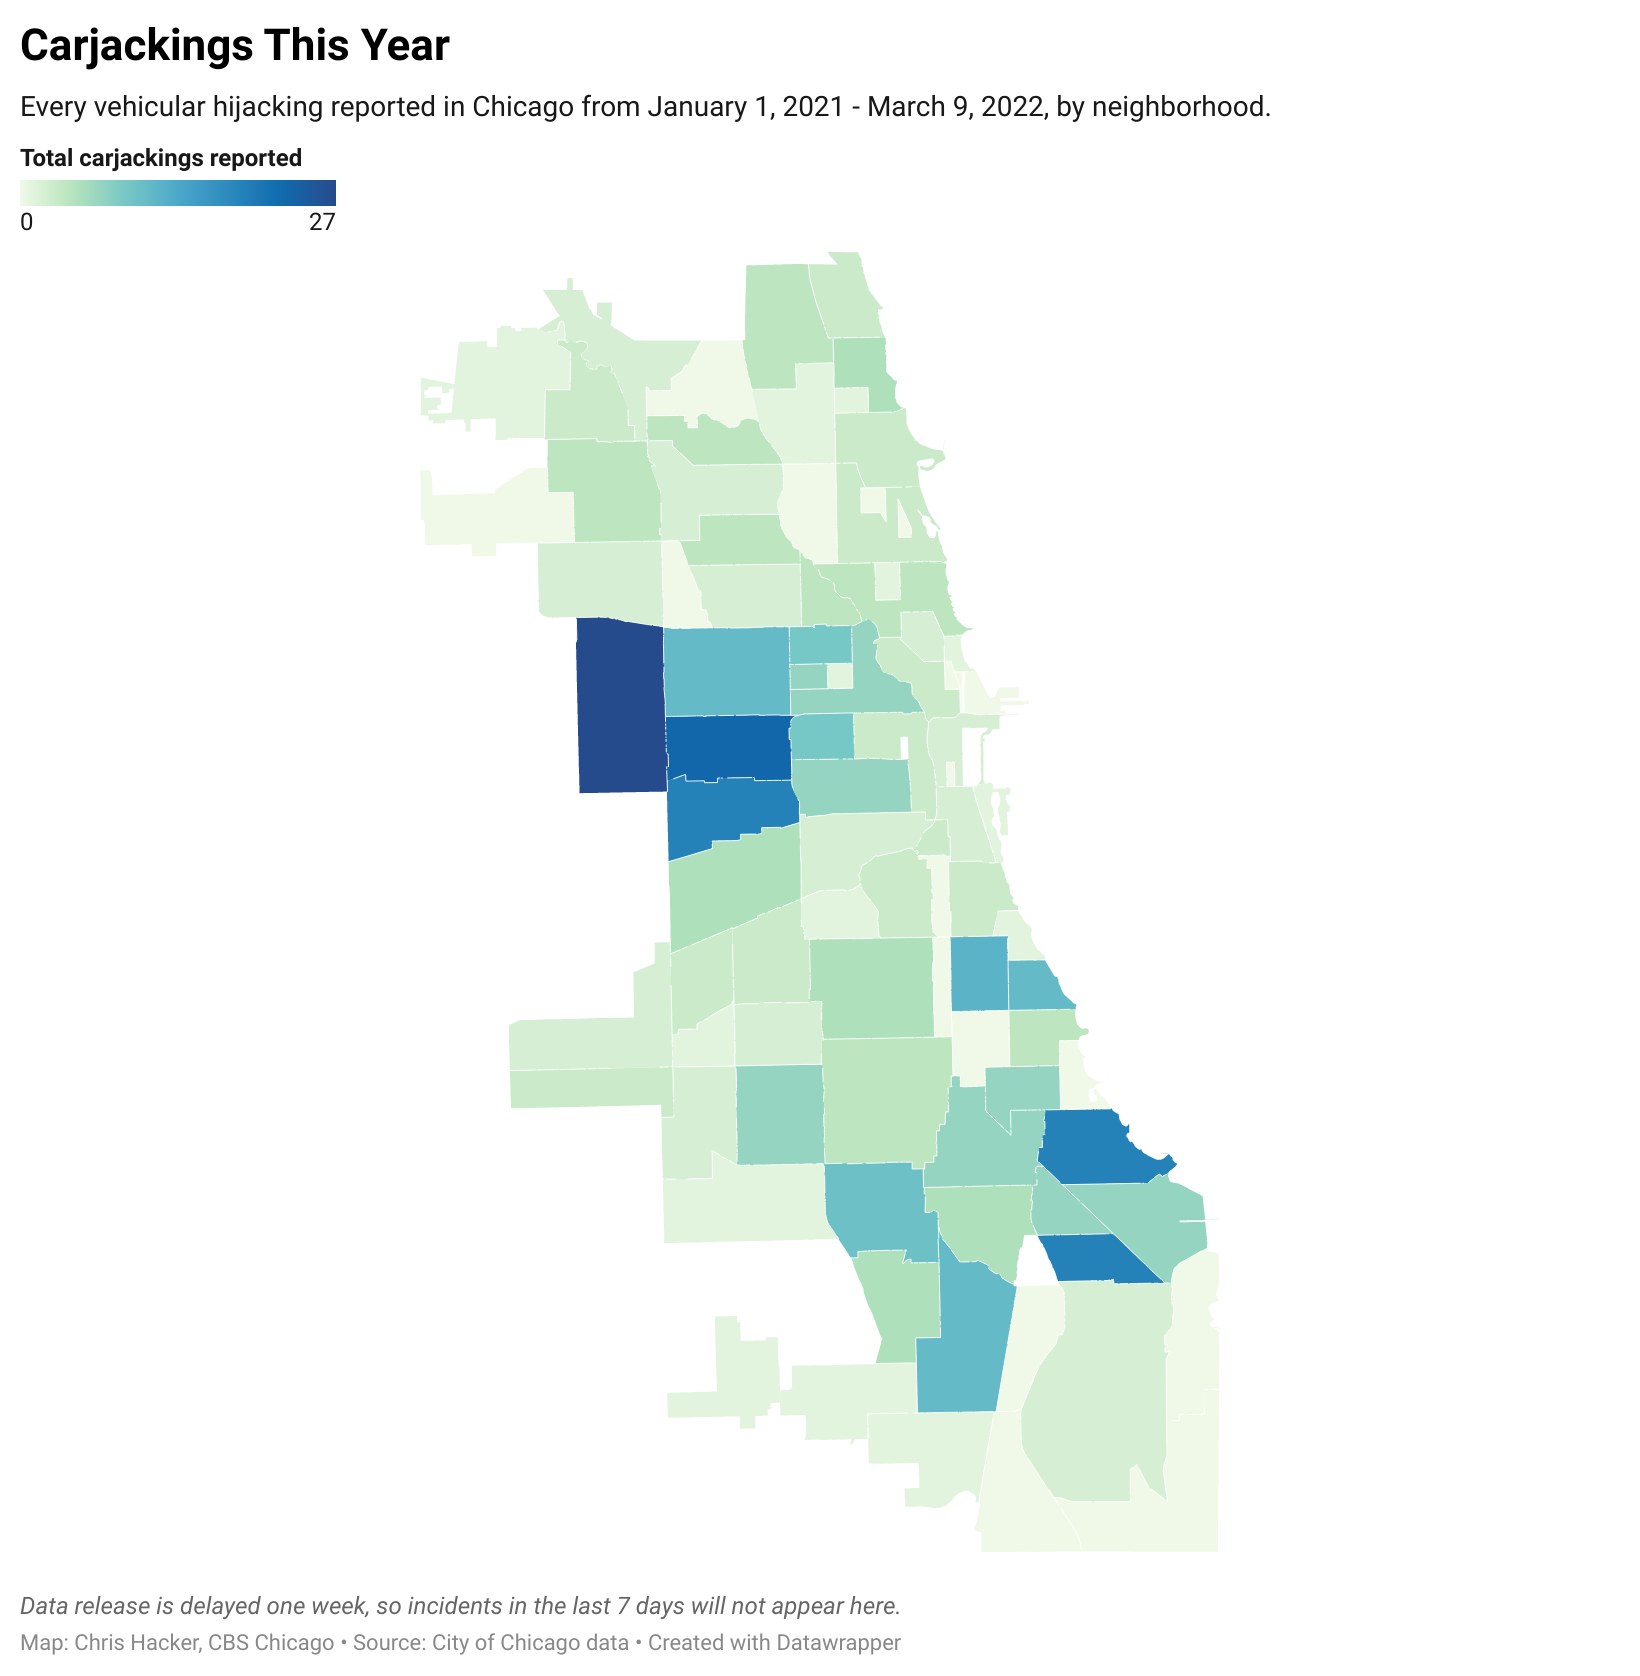 Carjackings This Year
Every vehicular hijacking reported in Chicago from January 1, 2021 - March 9, 2022, by neighborhood.
Total carjackings reported
0 27
Data release is delayed one week, so incidents in the last 7 days will not appear here.
Map: Chris Hacker, CBS Chicago • Source: City of Chicago data • Created with Datawrapper